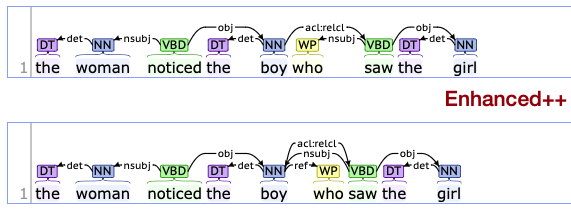 obj acl:relcl obj
det nsubj det nsubj det
DT NN VBD DT NN WP VBD DT NN
1 the woman noticed the boy who saw the girl
Enhanced++
acl:relcl
obj nsubj obj
det nsubj det ref det
DT NN VBD DT NN WP VBD DT NN
1 the woman noticed the boy who saw the girl